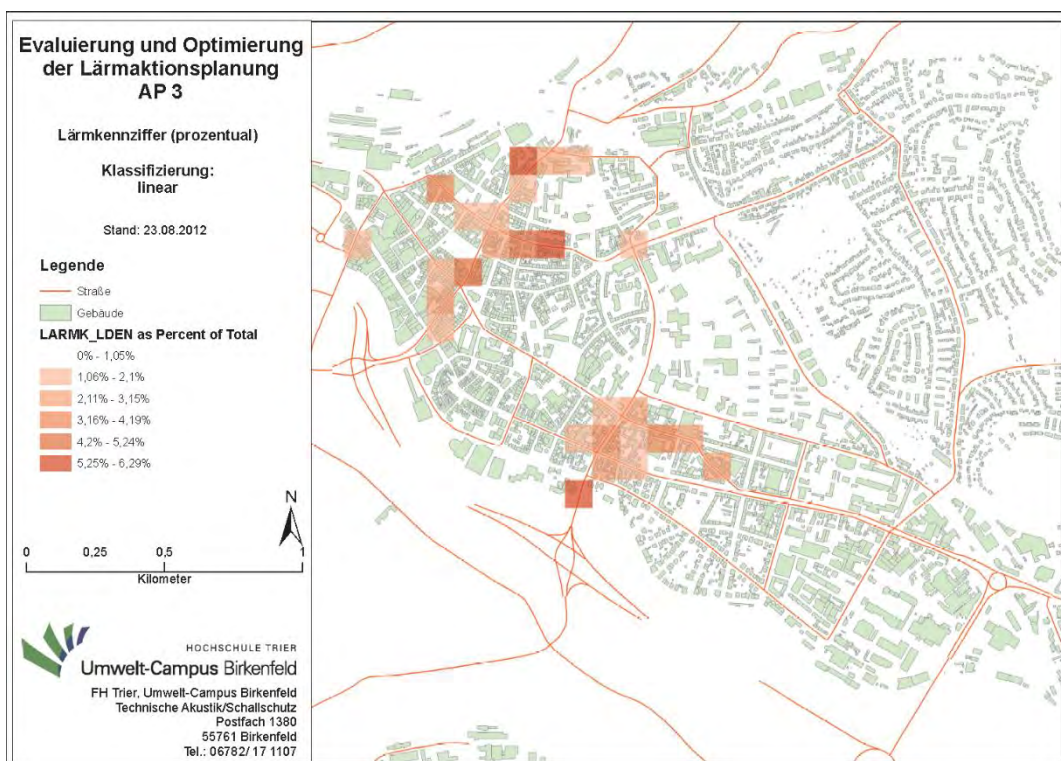 Evaluierung und Optimierung
der Lärmaktionsplanung
AP 3
Lärmkennziffer (prozentual)
Klassifizierung:
linear
Stand: 23.08.2012
Legende
Straße
Gebäude
LARMK_LDEN as Percent of Total
0% - 1,05%
1,06% - 2,1%
2,11% - 3,15%
3,16% - 4,19%
4,2% - 5,24%
5,25% - 6,29%
N
0 0,25 0,5 1
Kilometer
HOCHSCHULE TRIER
Umwelt-Campus Birkenfeld
FH Trier, Umwelt-Campus Birkenfeld
Technische Akustik/Schallschutz
Postfach 1380
55761 Birkenfeld
Tel.: 06782/ 17 1107